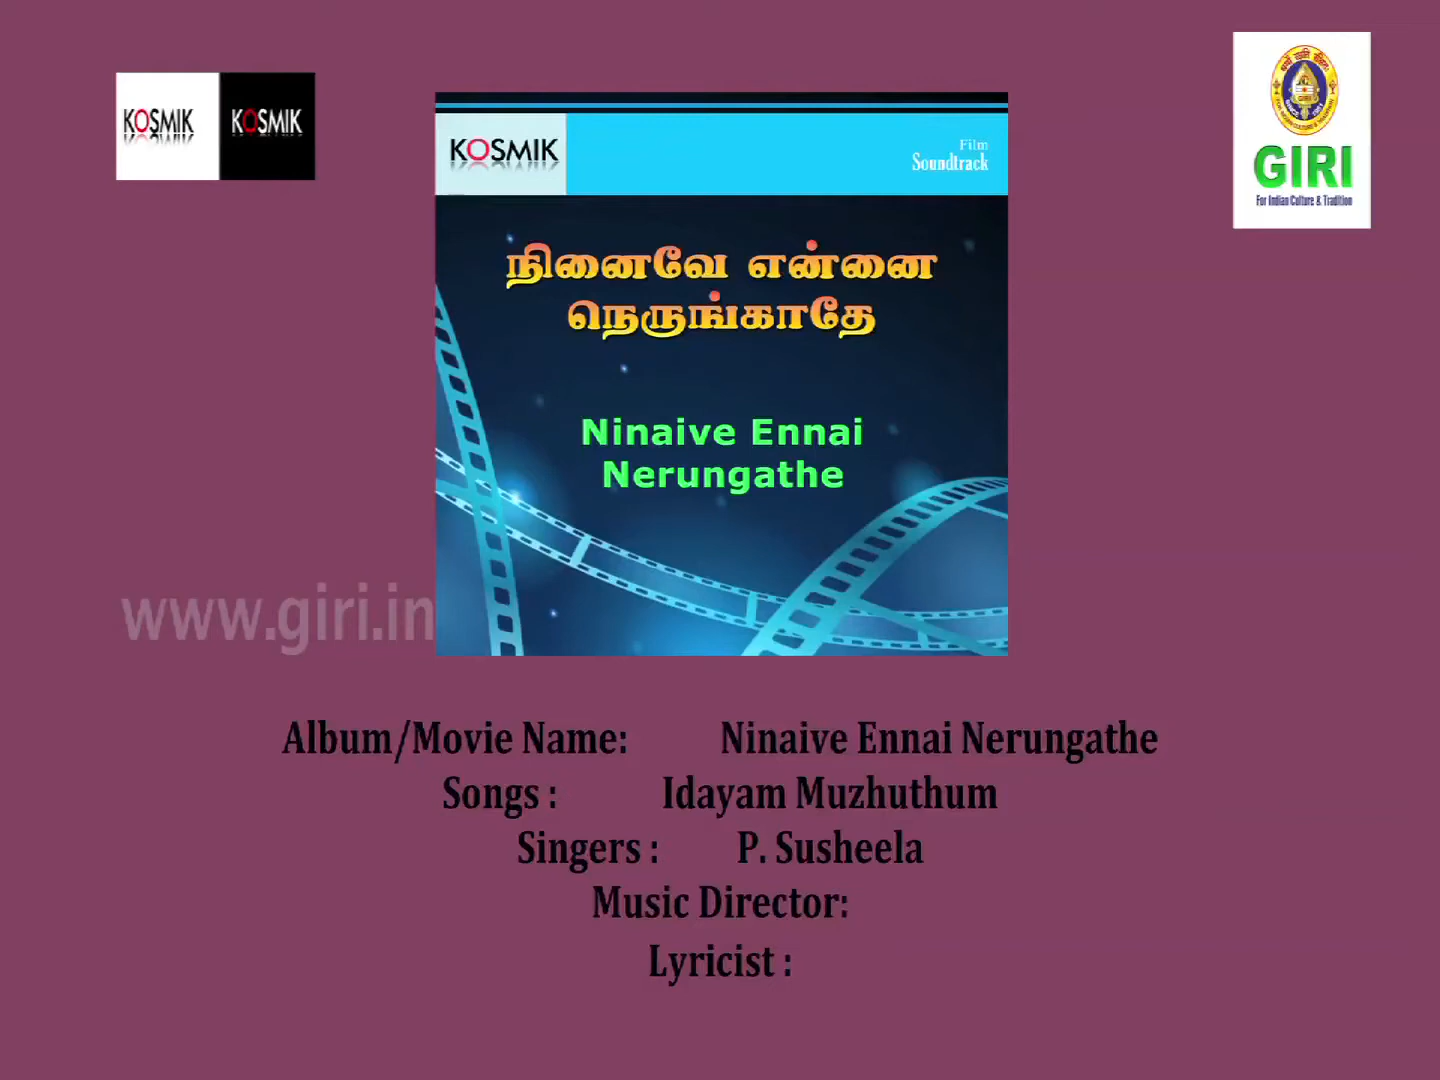 KOSMIK KOSMIK
GIRI
For Indian Culture & Tradition
KOSMIK
Film
Soundtrack
நினைவே என்னை
நெருங்காதே
Ninaive Ennai
Nerungathe
www.giri.in
Album/Movie Name: Ninaive Ennai Nerungathe
Songs : Idayam Muzhuthum
Singers : P. Susheela
Music Director:
Lyricist :